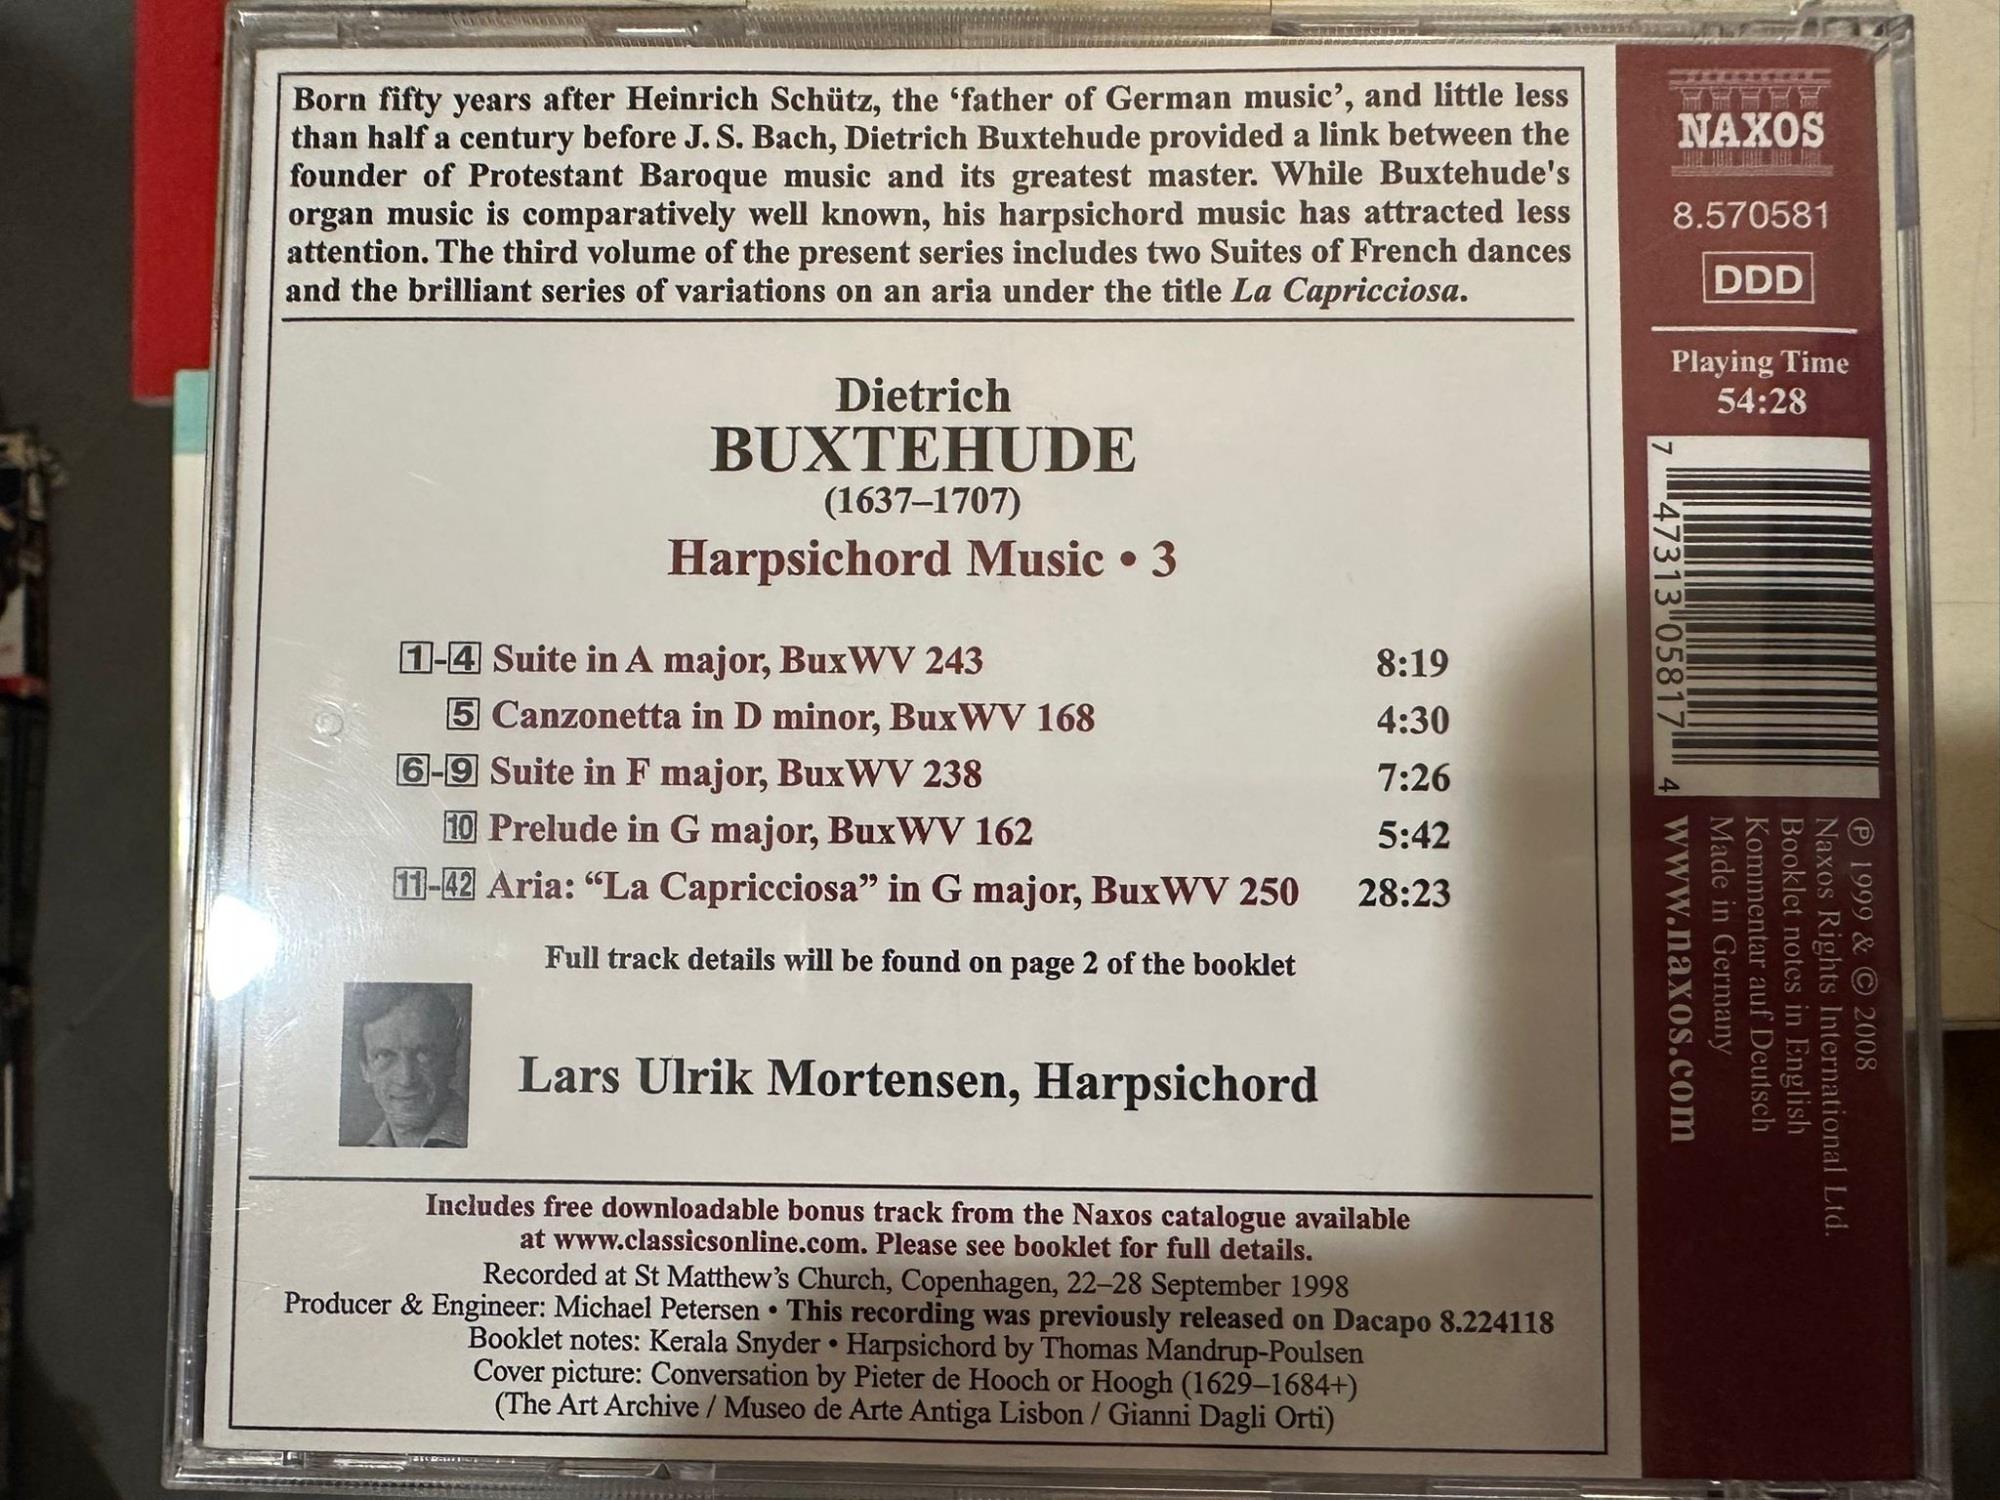 Born fifty years after Heinrich Schütz, the ‘father of German music’, and little less
than half a century before J. S. Bach, Dietrich Buxtehude provided a link between the
founder of Protestant Baroque music and its greatest master. While Buxtehude's
organ music is comparatively well known, his harpsichord music has attracted less
attention. The third volume of the present series includes two Suites of French dances
and the brilliant series of variations on an aria under the title La Capricciosa.
Dietrich
BUXTEHUDE
(1637–1707)
Harpsichord Music • 3
1-4 Suite in A major, BuxWV 243 8:19
5 Canzonetta in D minor, BuxWV 168 4:30
6-9 Suite in F major, BuxWV 238 7:26
10 Prelude in G major, BuxWV 162 5:42
11-42 Aria: “La Capricciosa” in G major, BuxWV 250 28:23
Full track details will be found on page 2 of the booklet
Lars Ulrik Mortensen, Harpsichord
Includes free downloadable bonus track from the Naxos catalogue available
at www.classicsonline.com. Please see booklet for full details.
Recorded at St Matthew’s Church, Copenhagen, 22–28 September 1998
Producer & Engineer: Michael Petersen • This recording was previously released on Dacapo 8.224118
Booklet notes: Kerala Snyder • Harpsichord by Thomas Mandrup-Poulsen
Cover picture: Conversation by Pieter de Hooch or Hoogh (1629–1684+)
(The Art Archive / Museo de Arte Antiga Lisbon / Gianni Dagli Orti)
NAXOS
8.570581
DDD
Playing Time
54:28
7 47313 05817 4
℗ 1999 & © 2008
Naxos Rights International Ltd.
Booklet notes in English
Kommentar auf Deutsch
Made in Germany
www.naxos.com